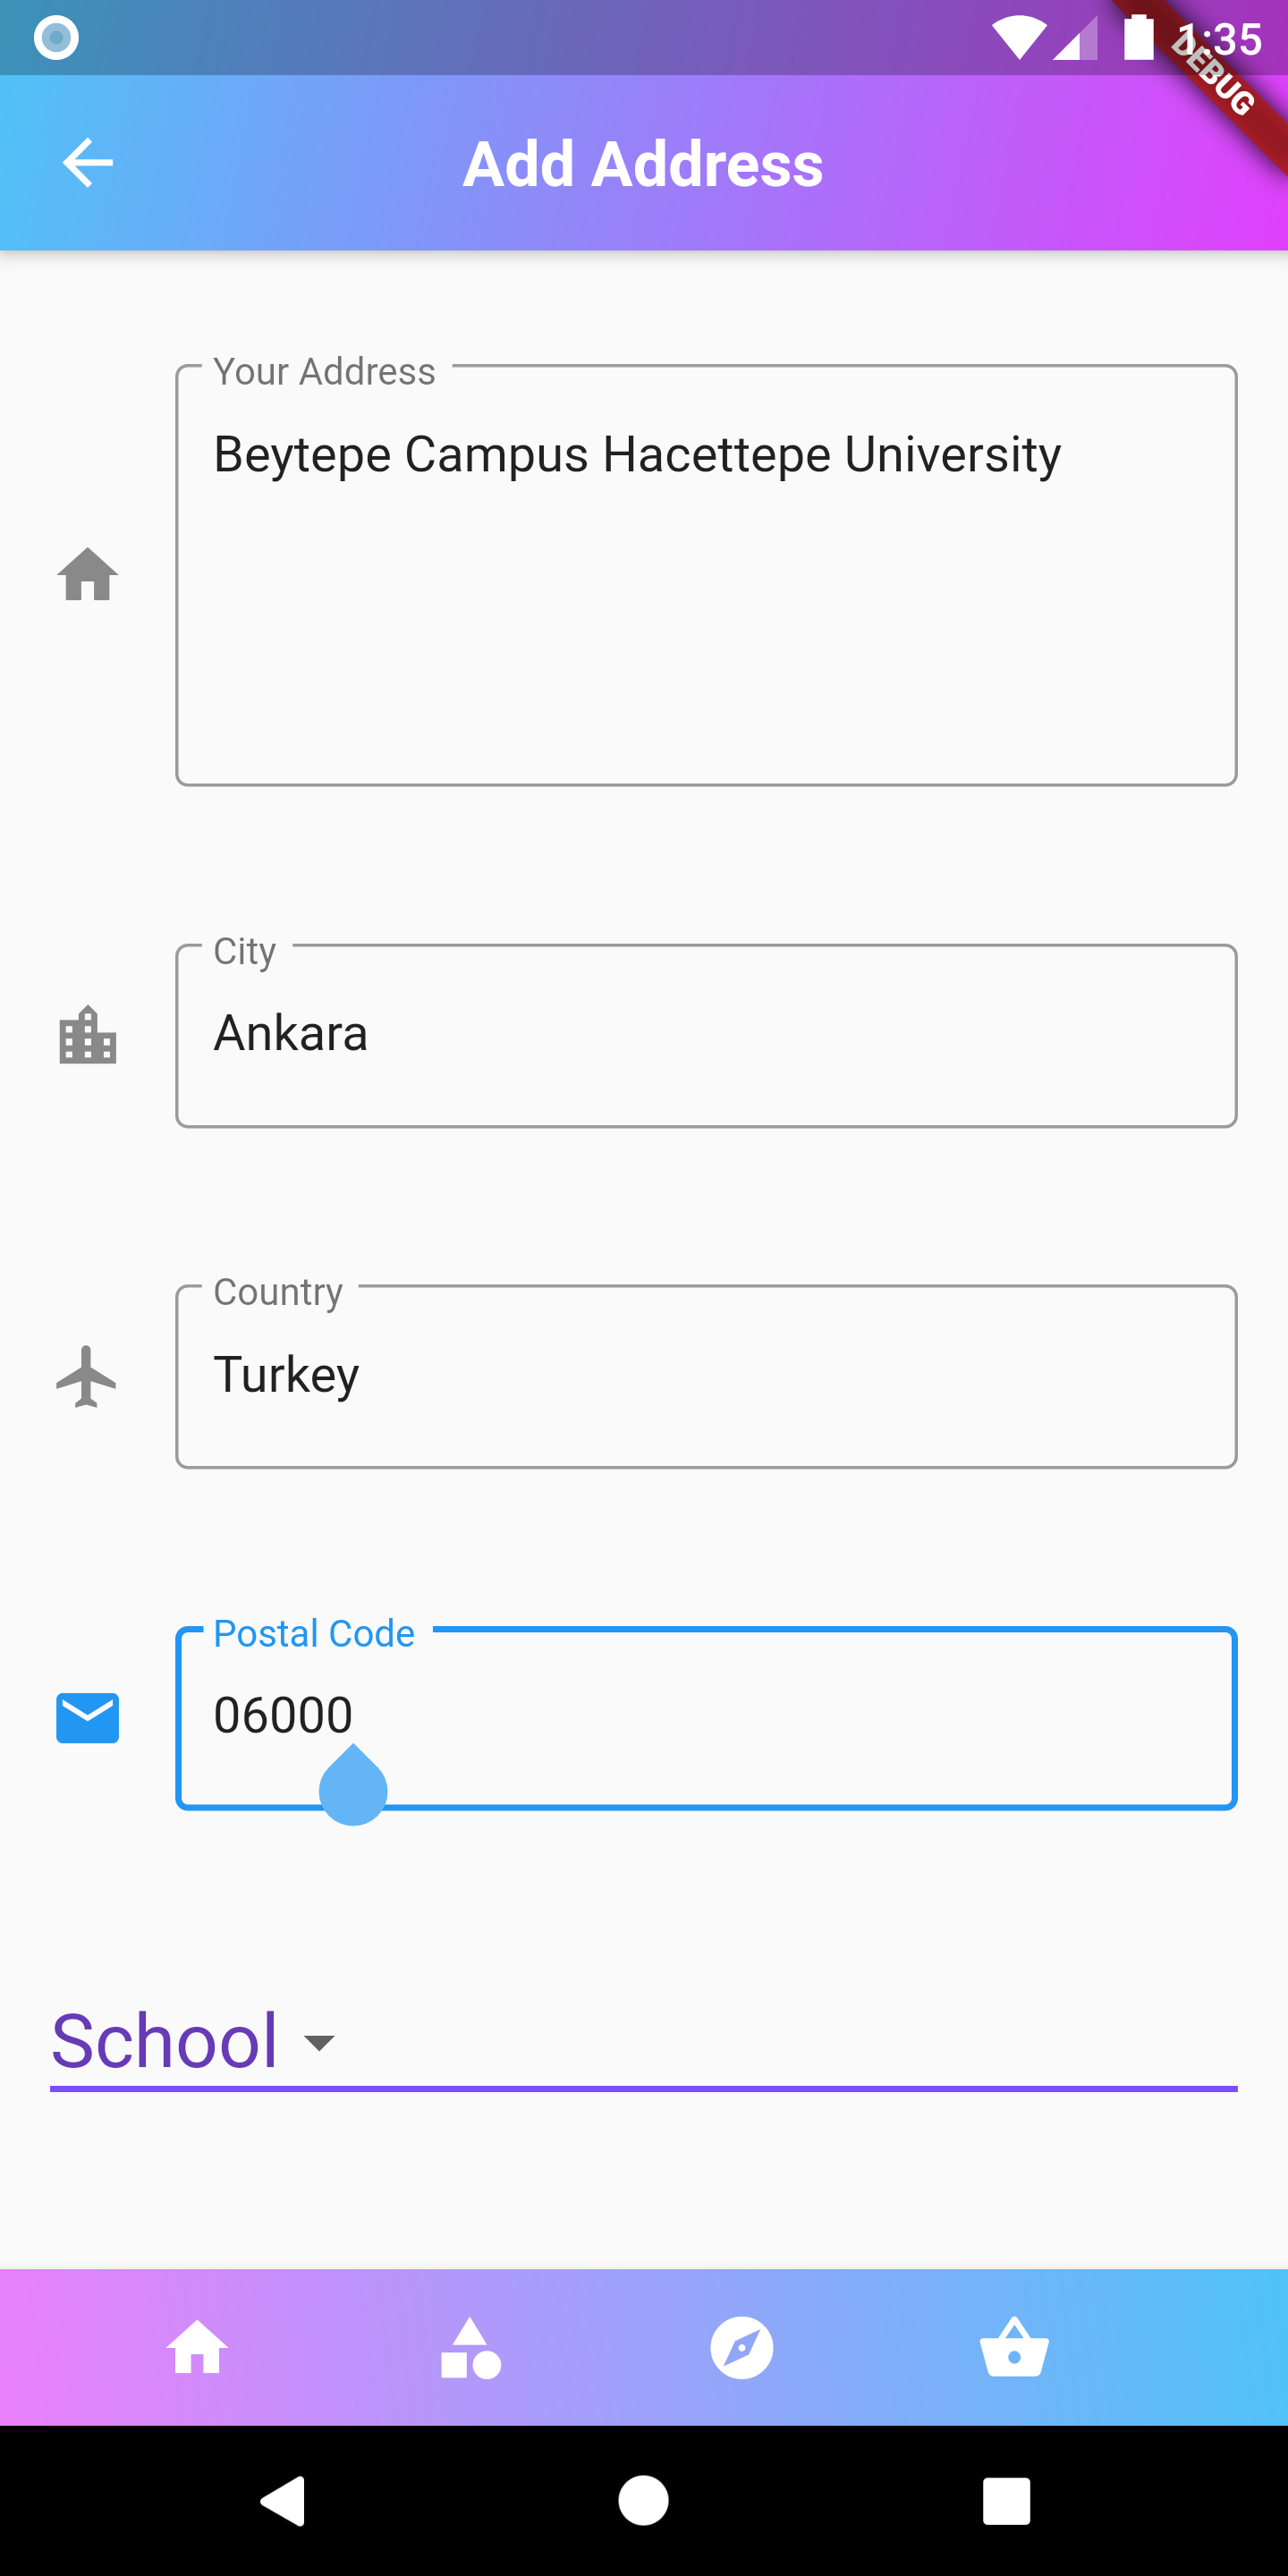 1:35
DEBUG
Add Address
Your Address
Beytepe Campus Hacettepe University
City
Ankara
Country
Turkey
Postal Code
06000
School